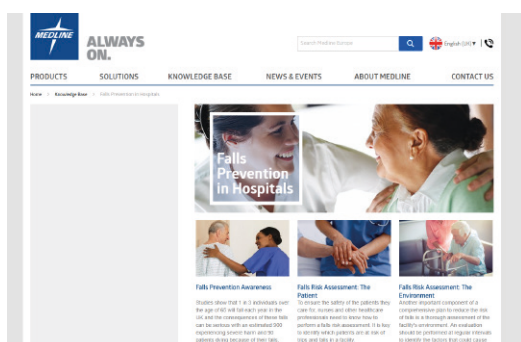 MEDLINE
ALWAYS
ON.
Search Medline Europe
English (UK) ▾
PRODUCTS
SOLUTIONS
KNOWLEDGE BASE
NEWS & EVENTS
ABOUT MEDLINE
CONTACT US
Home > Knowledge Base > Falls Prevention in Hospitals
Falls
Prevention
in Hospitals
Falls Prevention Awareness
Studies show that 1 in 3 individuals over
the age of 65 will fall each year in the
UK and the consequences of these falls
can be serious with an estimated 900
experiencing severe harm and 90
patients dying because of their falls.
Falls Risk Assessment: The
Patient
To ensure the safety of the patients they
care for, nurses and other healthcare
professionals need to know how to
perform a falls risk assessment. It is key
to identify which patients are at risk of
risk and falls in a facility.
Falls Risk Assessment: The
Environment
Another important component of a
comprehensive plan to reduce the risk
of falls is a thorough assessment of the
facility's environment. An evaluation
should be performed at regular intervals
to identify the factors that could cause